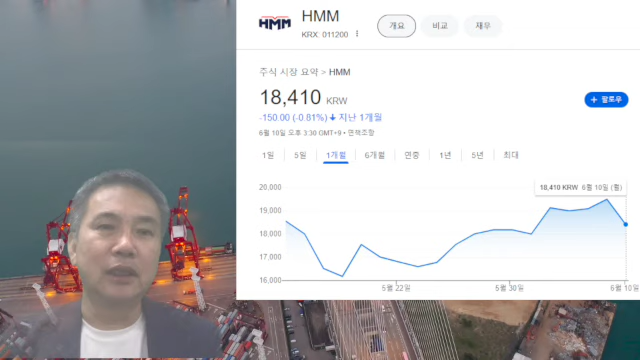 HMM
HMM
KRX: 011200
개요
비교
재무
주식 시장 요약 > HMM
18,410 KRW
+ 팔로우
-150.00 (-0.81%) ↓ 지난 1개월
6월 10일 오후 3:30 GMT+9 • 면책조항
1일
5일
1개월
6개월
연중
1년
5년
최대
18,410 KRW 6월 10일 (월)
20,000
19,000
18,000
17,000
16,000
5월 22일
5월 30일
6월 10일